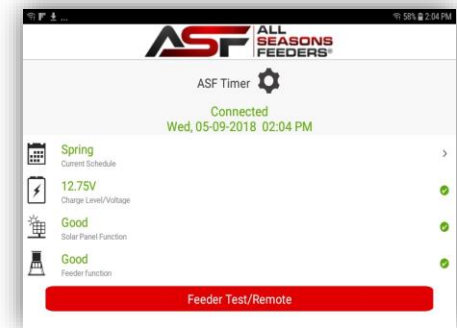 58% 2:04 PM
ASF ALL
SEASONS
FEEDERS®
ASF Timer
Connected
Wed, 05-09-2018 02:04 PM
Spring
Current Schedule
12.75V
Charge Level/Voltage
Good
Solar Panel Function
Good
Feeder function
Feeder Test/Remote